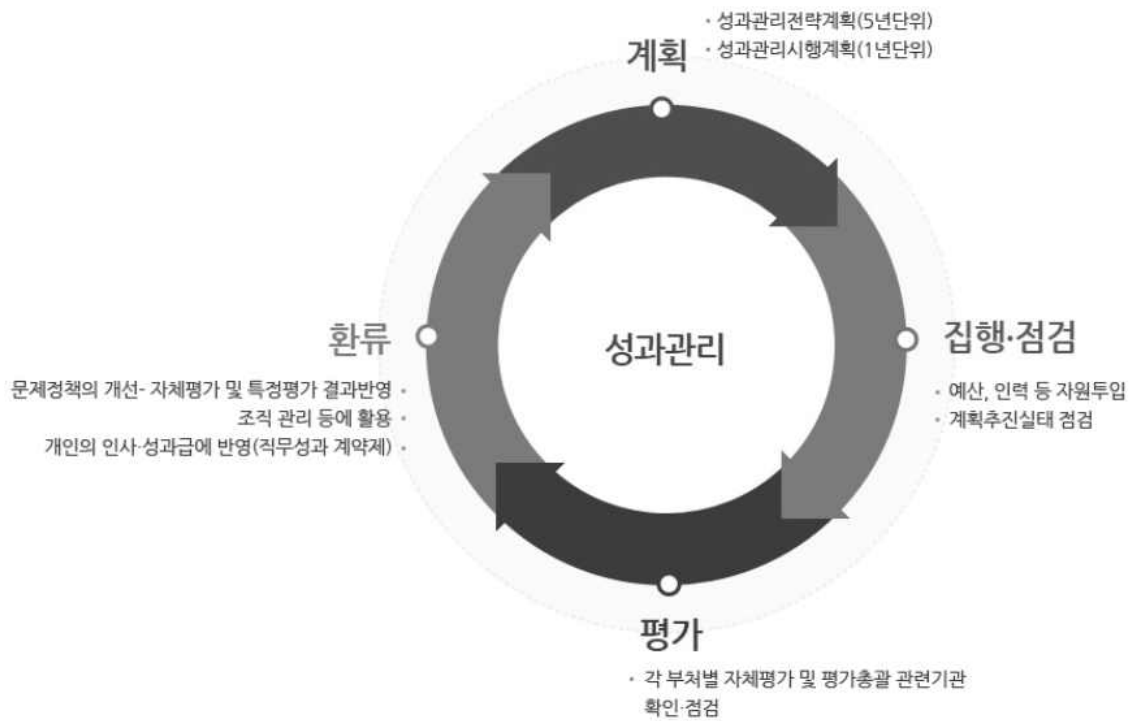 계획
· 성과관리전략계획(5년단위)
· 성과관리시행계획(1년단위)
성과관리
집행·점검
· 예산, 인력 등 자원투입
· 계획추진실태 점검
평가
· 각 부처별 자체평가 및 평가총괄 관련기관
확인·점검
환류
문제정책의 개선- 자체평가 및 특정평가 결과반영 ·
조직 관리 등에 활용 ·
개인의 인사·성과급에 반영(직무성과 계약제) ·